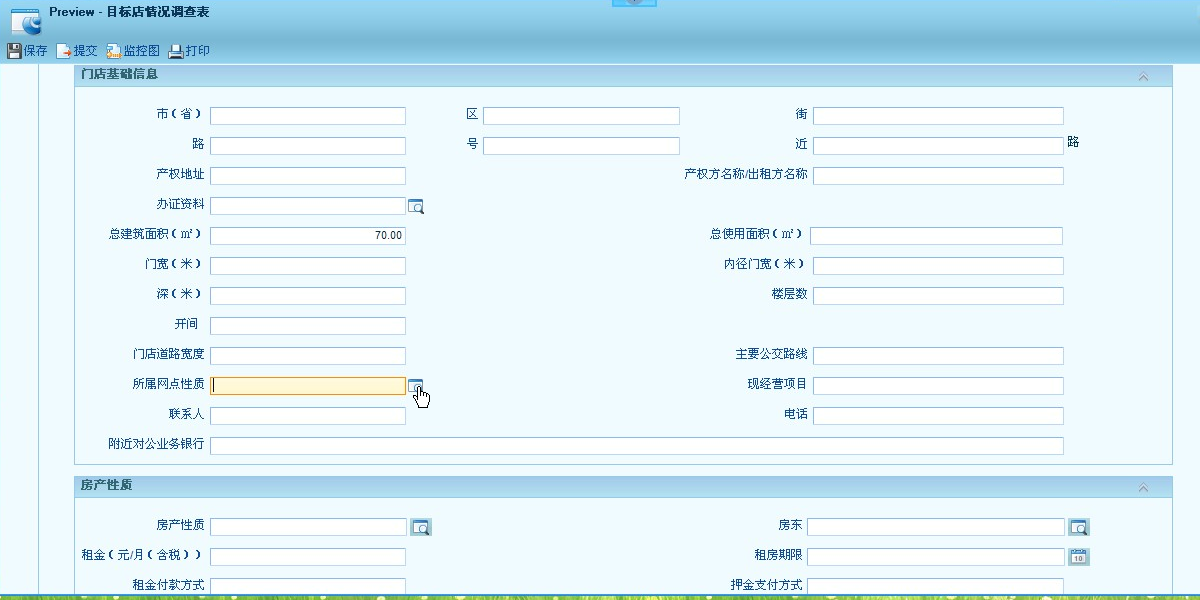 Preview - 目标店情况调查表
保存 提交 监控图 打印
门店基础信息
市（省） 区 街
路 号 近 路
产权地址 产权方名称/出租方名称
办证资料
总建筑面积（㎡） 70.00 总使用面积（㎡）
门宽（米） 内径门宽（米）
深（米） 楼层数
开间
门店道路宽度 主要公交路线
所属网点性质 现经营项目
联系人 电话
附近对公业务银行
房产性质
房产性质 房东
租金（元/月（含税）） 租房期限
租金付款方式 押金支付方式